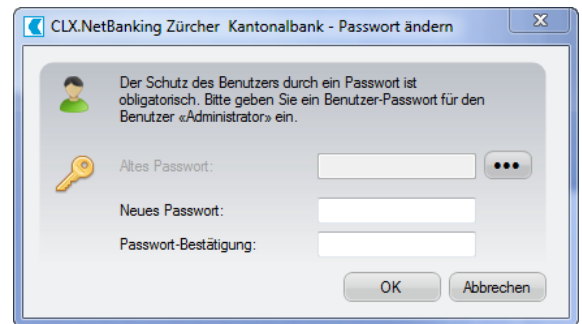 CLX.NetBanking Zürcher Kantonalbank - Passwort ändern
Der Schutz des Benutzers durch ein Passwort ist
obligatorisch. Bitte geben Sie ein Benutzer-Passwort für den
Benutzer «Administrator» ein.
Altes Passwort:
Neues Passwort:
Passwort-Bestätigung:
OK Abbrechen